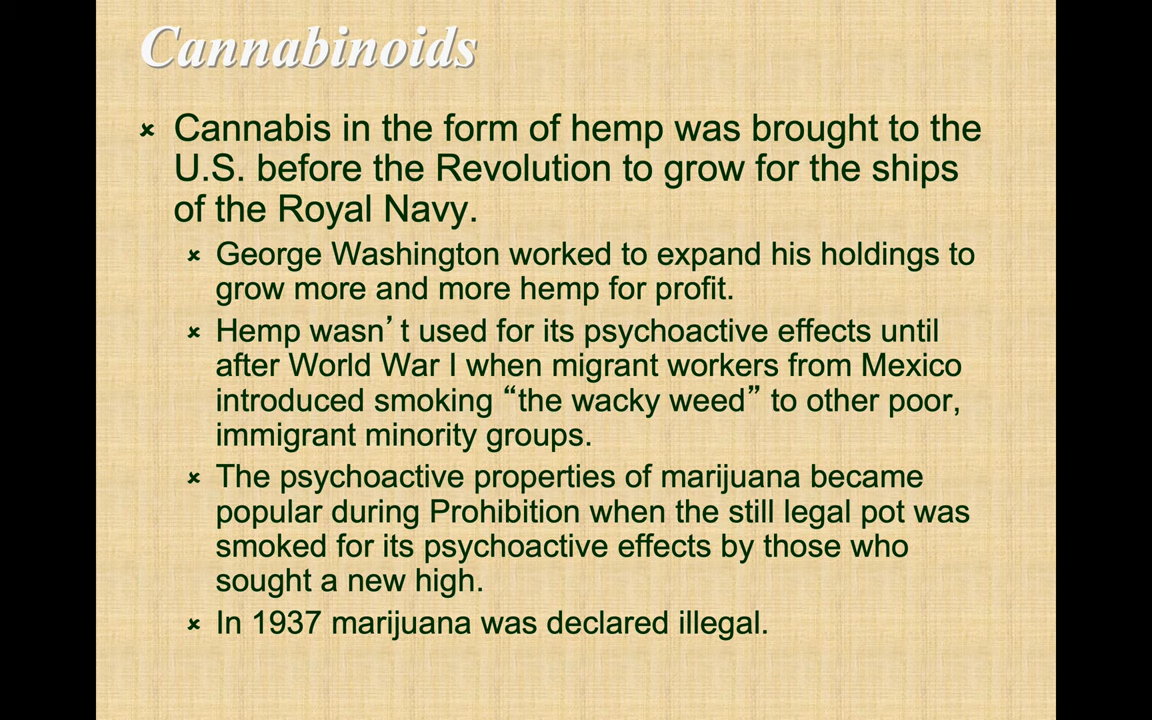 Cannabinoids
Cannabis in the form of hemp was brought to the
U.S. before the Revolution to grow for the ships
of the Royal Navy.
George Washington worked to expand his holdings to
grow more and more hemp for profit.
Hemp wasn’t used for its psychoactive effects until
after World War I when migrant workers from Mexico
introduced smoking “the wacky weed” to other poor,
immigrant minority groups.
The psychoactive properties of marijuana became
popular during Prohibition when the still legal pot was
smoked for its psychoactive effects by those who
sought a new high.
In 1937 marijuana was declared illegal.